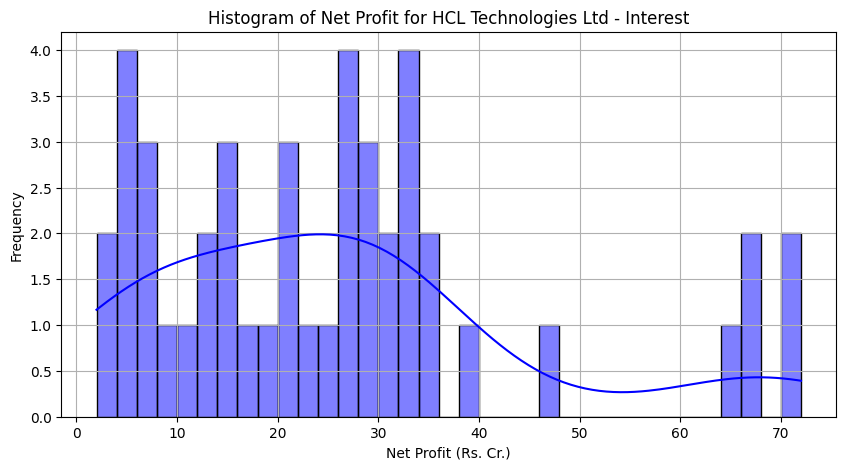 Histogram of Net Profit for HCL Technologies Ltd - Interest
4.0
3.5
3.0
2.5
2.0
1.5
1.0
0.5
0.0
Frequency
0 10 20 30 40 50 60 70
Net Profit (Rs. Cr.)